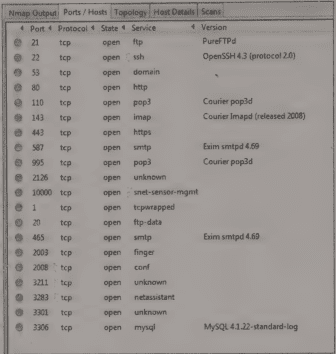 Nmap Output Ports / Hosts Topology Host Details Scans
Port Protocol State Service Version
21 tcp open ftp PureFTPd
22 tcp open ssh OpenSSH 4.3 (protocol 2.0)
53 tcp open domain
80 tcp open http
110 tcp open pop3 Courier pop3d
143 tcp open imap Courier Imapd (released 2008)
443 tcp open https
587 tcp open smtp Exim smtpd 4.69
995 tcp open pop3 Courier pop3d
2126 tcp open unknown
10000 tcp open snet-sensor-mgmt
1 tcp open tcpwrapped
20 tcp open ftp-data
465 tcp open smtp Exim smtpd 4.69
2003 tcp open finger
2008 tcp open conf
3211 tcp open unknown
3283 tcp open netassistant
3301 tcp open unknown
3306 tcp open mysql MySQL 4.1.22-standard-log